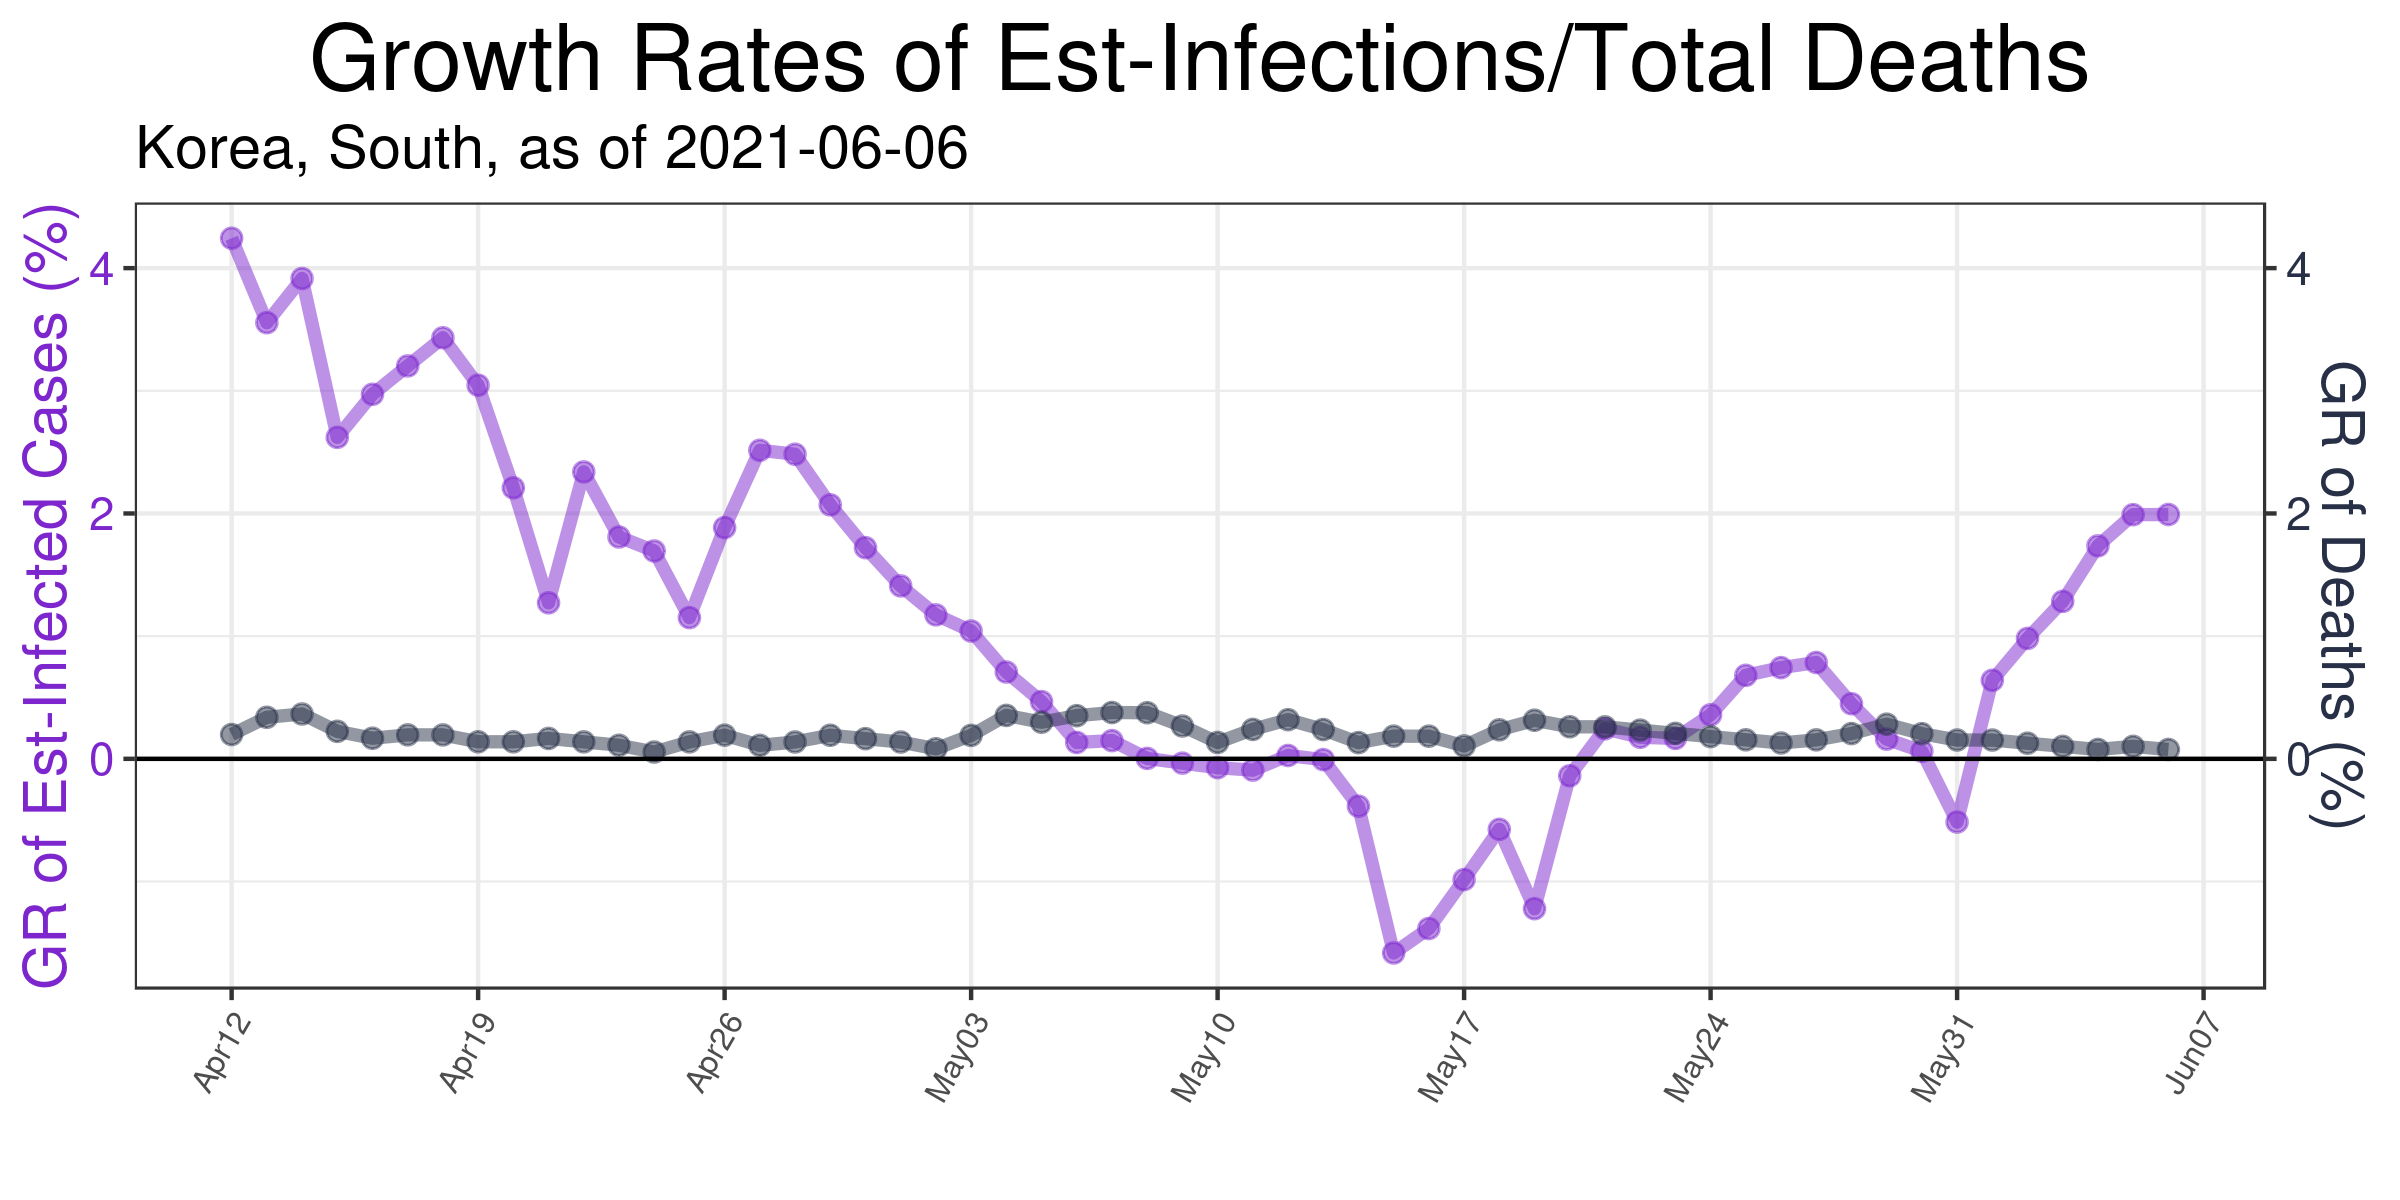 Growth Rates of Est-Infections/Total Deaths
Korea, South, as of 2021-06-06
GR of Est-Infected Cases (%)
4
2
0
4
2
0
GR of Deaths (%)
Apr12
Apr19
Apr26
May03
May10
May17
May24
May31
Jun07